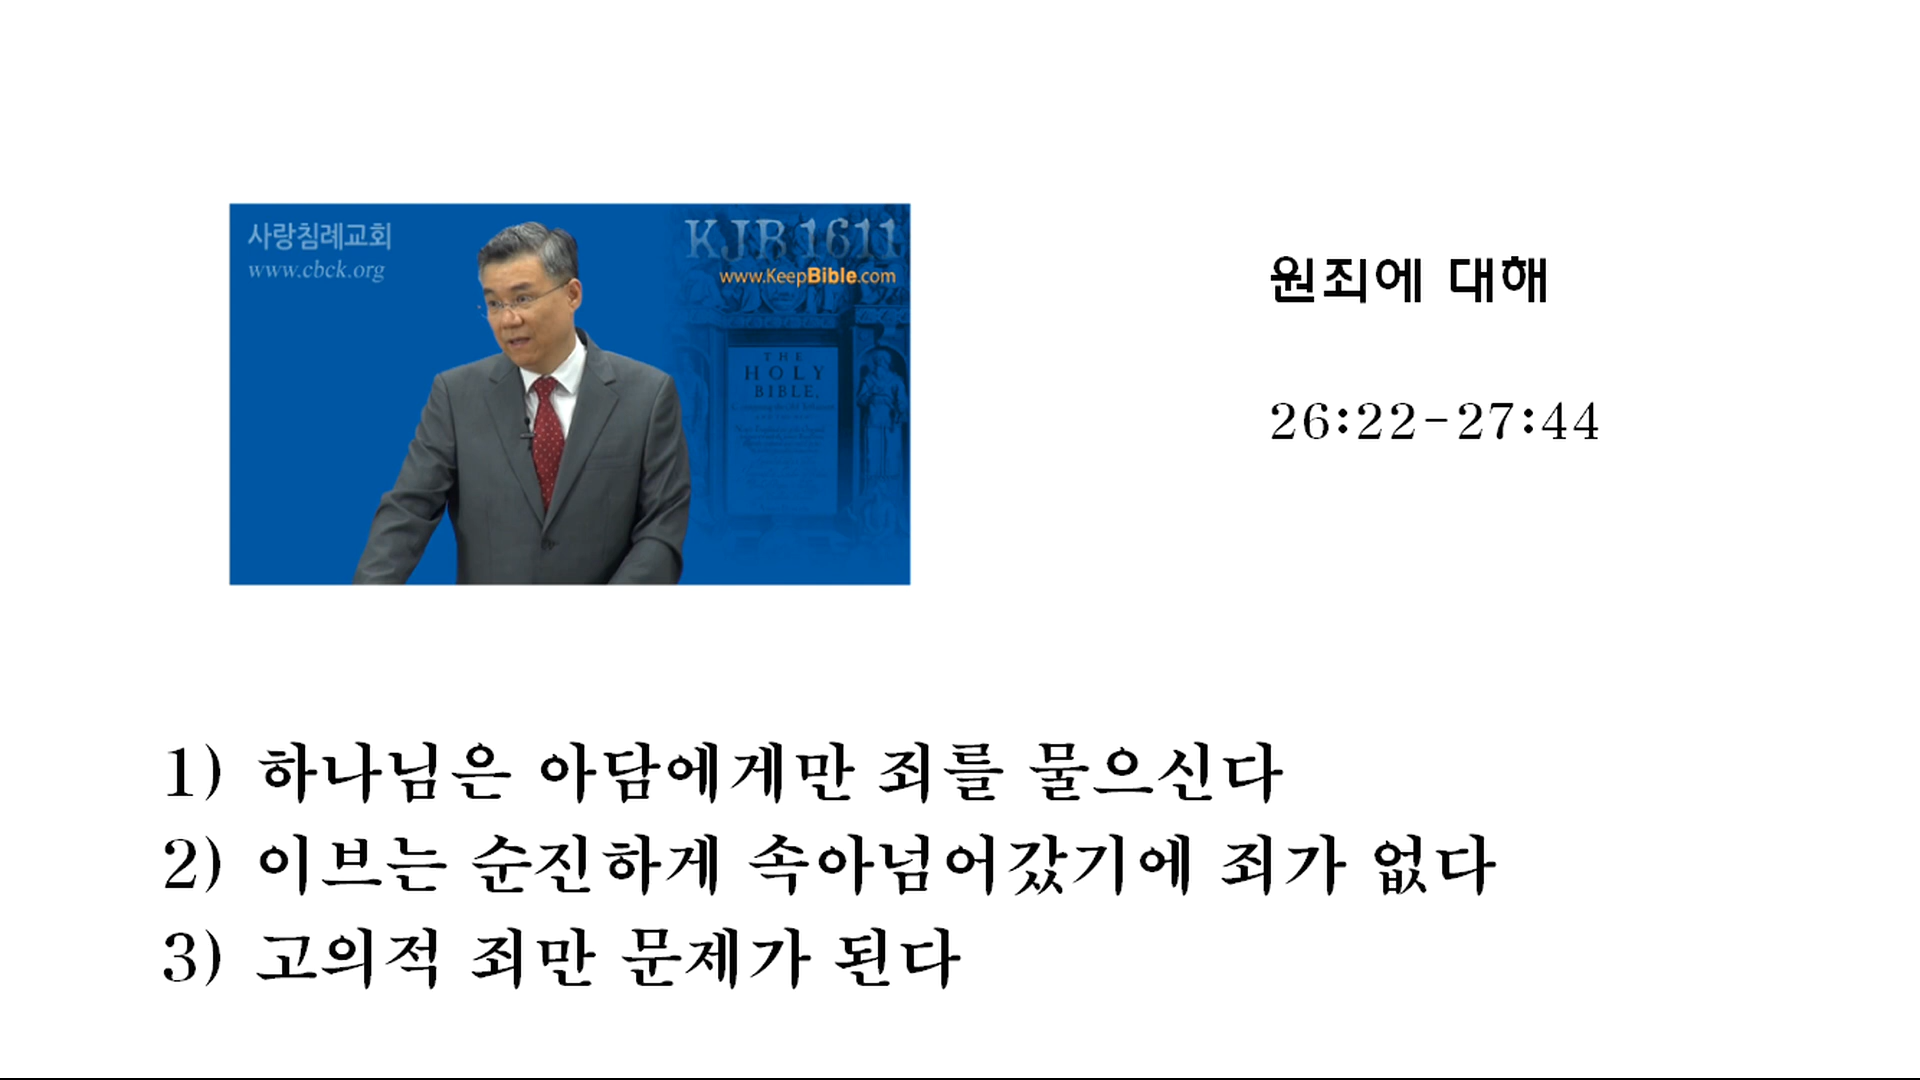 사랑침례교회
www.cbck.org
KJB1611
www.KeepBible.com
THE
HOLY
BIBLE,
원죄에 대해
26:22-27:44
1) 하나님은 아담에게만 죄를 물으신다
2) 이브는 순진하게 속아넘어갔기에 죄가 없다
3) 고의적 죄만 문제가 된다